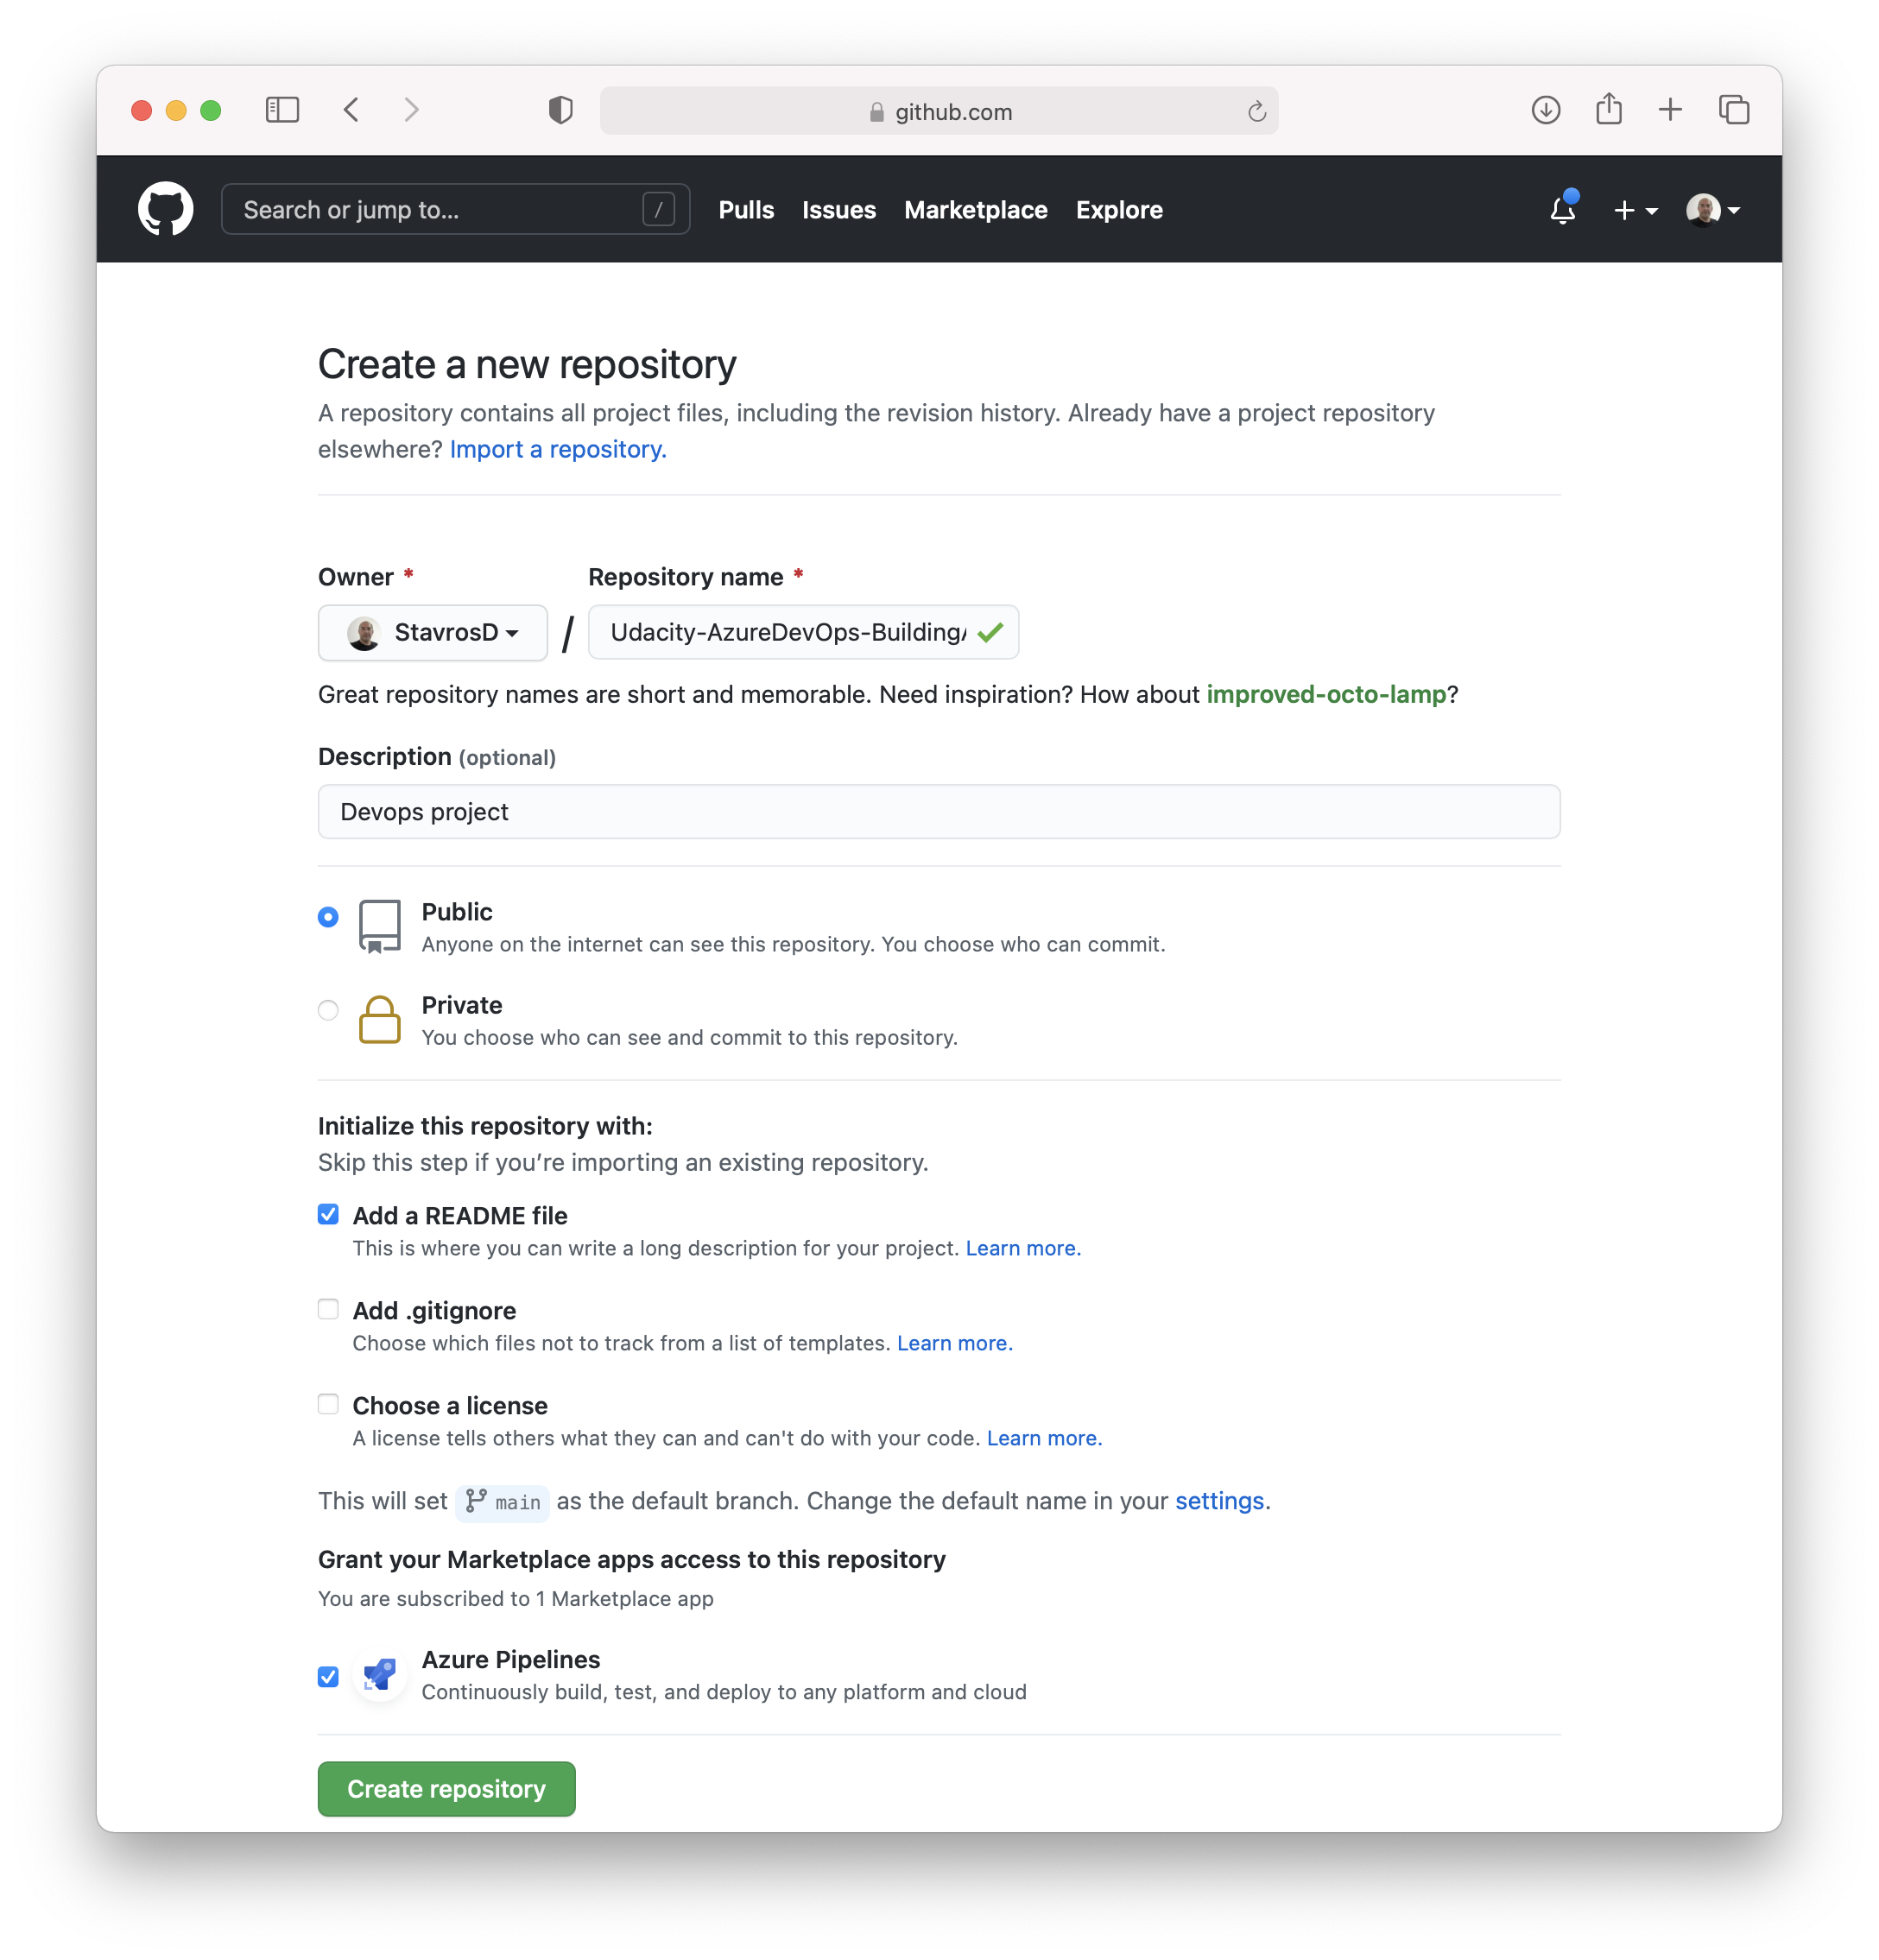 github.com
Search or jump to... /
Pulls Issues Marketplace Explore
Create a new repository
A repository contains all project files, including the revision history. Already have a project repository
elsewhere? Import a repository.
Owner * Repository name *
StavrosD / Udacity-AzureDevOps-Building
Great repository names are short and memorable. Need inspiration? How about improved-octo-lamp?
Description (optional)
Devops project
Public
Anyone on the internet can see this repository. You choose who can commit.
Private
You choose who can see and commit to this repository.
Initialize this repository with:
Skip this step if you’re importing an existing repository.
Add a README file
This is where you can write a long description for your project. Learn more.
Add .gitignore
Choose which files not to track from a list of templates. Learn more.
Choose a license
A license tells others what they can and can't do with your code. Learn more.
This will set main as the default branch. Change the default name in your settings.
Grant your Marketplace apps access to this repository
You are subscribed to 1 Marketplace app
Azure Pipelines
Continuously build, test, and deploy to any platform and cloud
Create repository